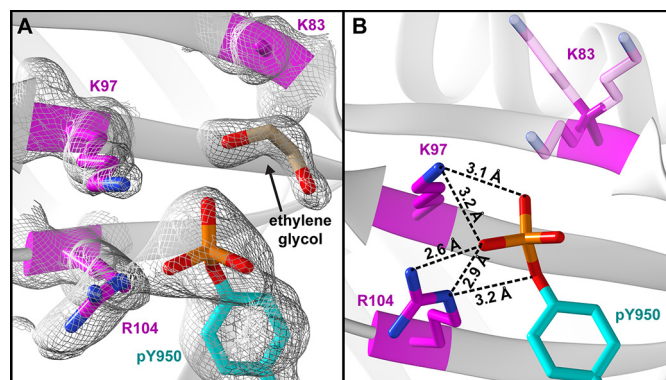 A
K83
K97
ethylene
glycol
R104
pY950
B
K83
K97
3.1 Å
3.2 Å
2.6 Å
2.9 Å
3.2 Å
R104
pY950